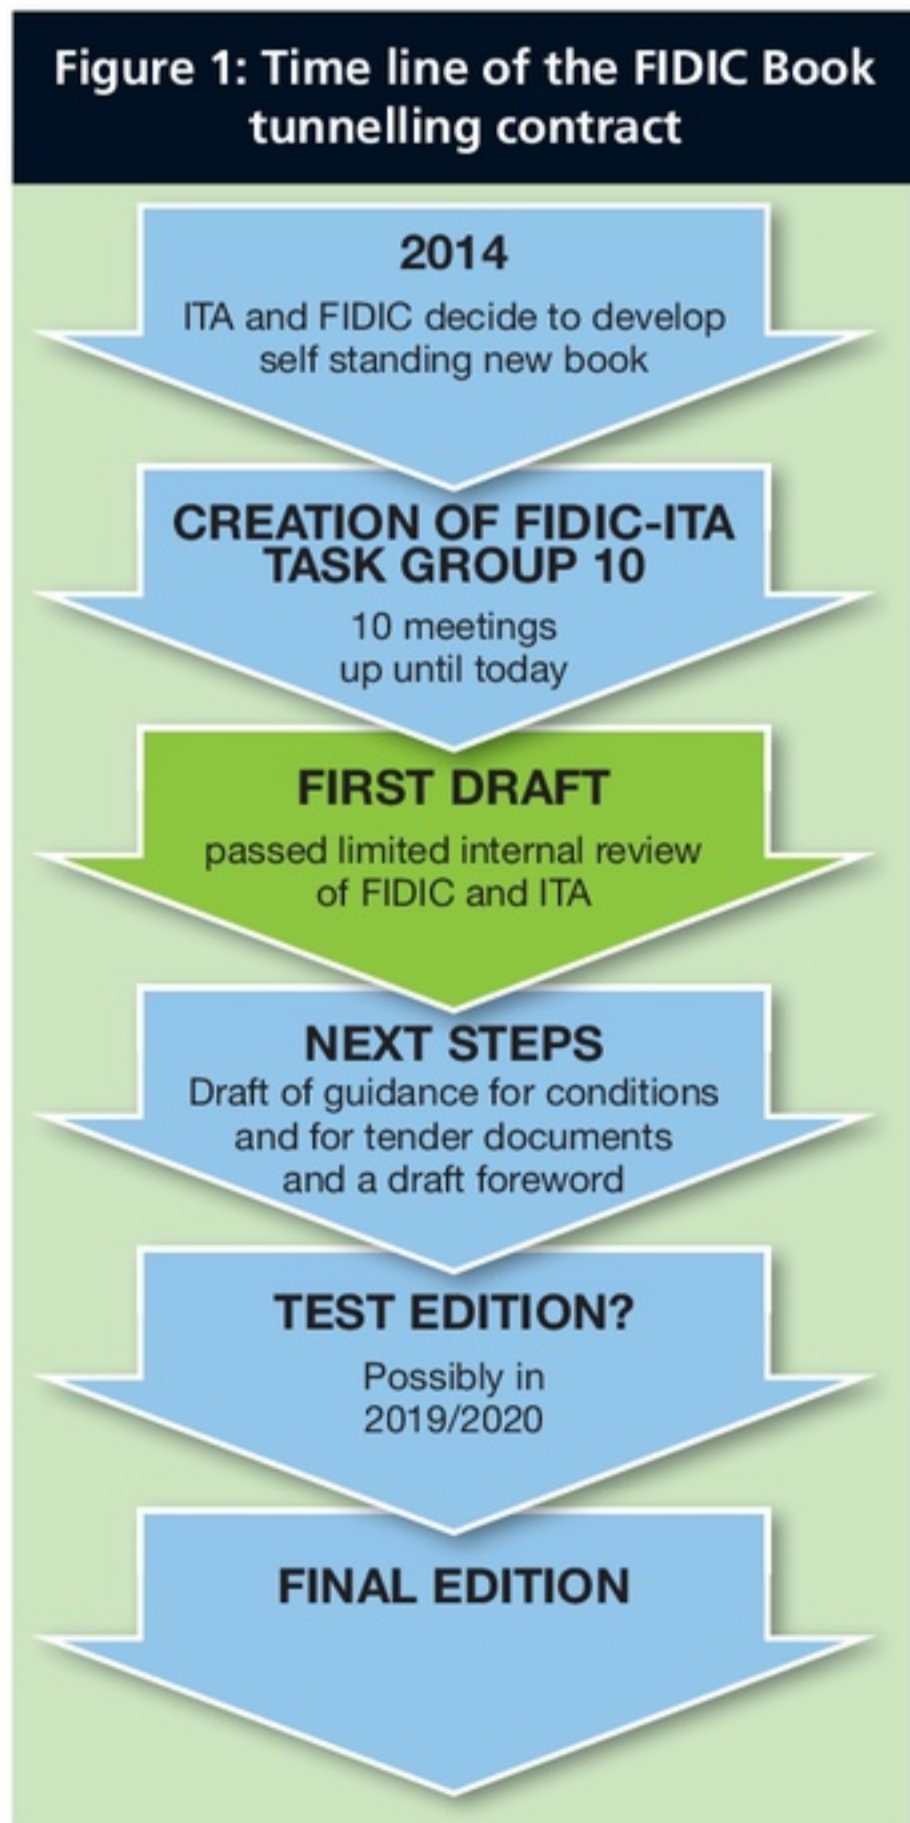 Figure 1: Time line of the FIDIC Book
tunnelling contract
2014
ITA and FIDIC decide to develop
self standing new book
CREATION OF FIDIC-ITA
TASK GROUP 10
10 meetings
up until today
FIRST DRAFT
passed limited internal review
of FIDIC and ITA
NEXT STEPS
Draft of guidance for conditions
and for tender documents
and a draft foreword
TEST EDITION?
Possibly in
2019/2020
FINAL EDITION